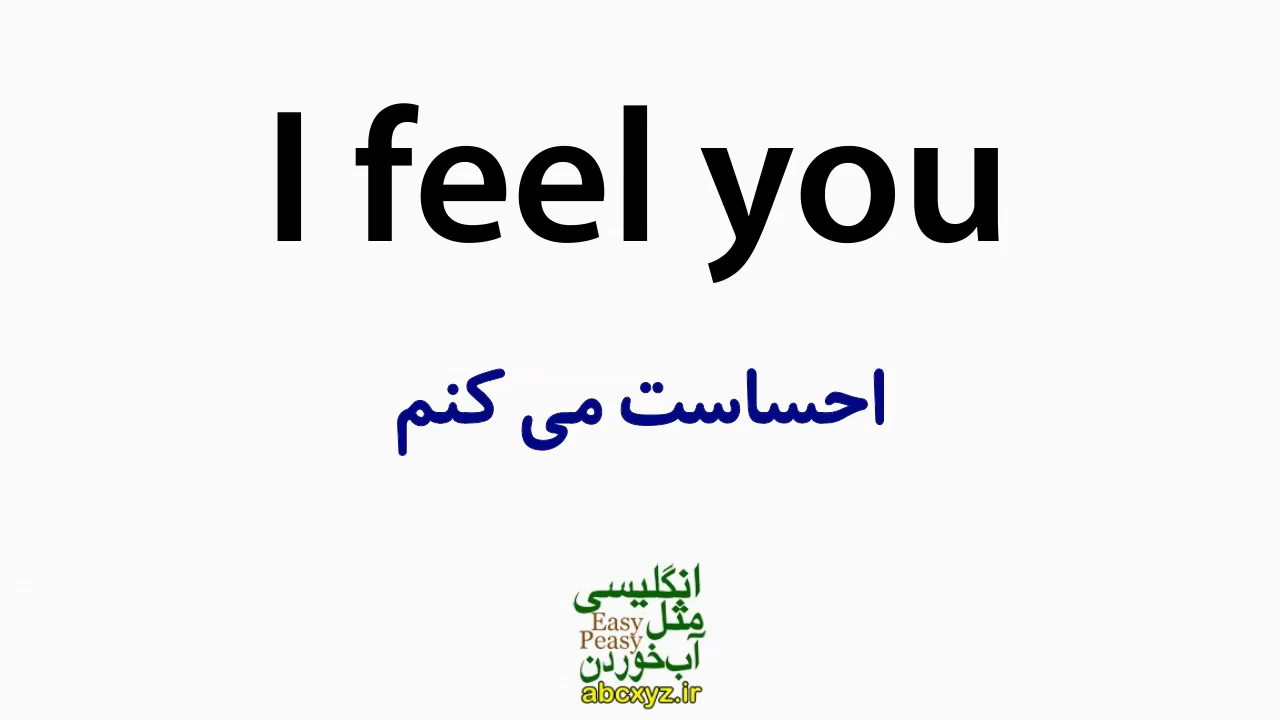 I feel you
احساست می کنم
انگلیسی
مثل
Easy
Peasy
آب‌خوردن
abcxyz.ir